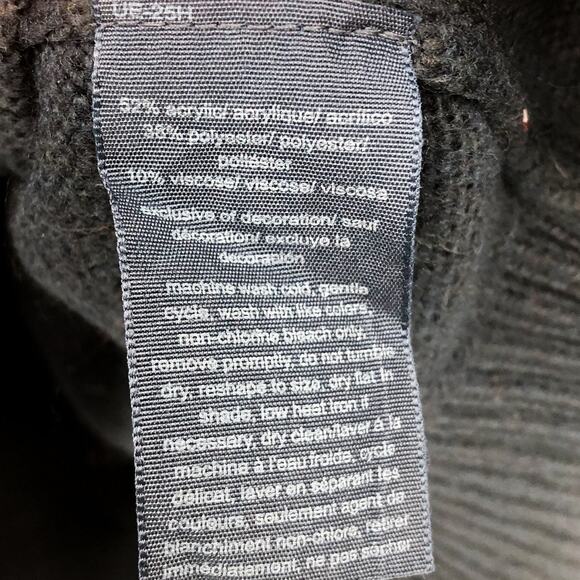 52% acrylic/ acrylique/ acrilico
38% polyester/ polyester/
poliéster
10% viscose/ viscose/ viscosa
exclusive of decoration/ sauf
décoration/ excluye la
decoración
machine wash cold, gentle
cycle, wash with like colors,
non-chlorine bleach only,
remove promptly, do not tumble
dry, reshape to size, dry flat in
shade, low heat iron if
necessary, dry clean/laver à la
machine à l'eau froide, cycle
délicat, laver en séparant les
couleurs, seulement agent de
blanchiment non-chlore, retirer
immédiatement, ne pas sécher